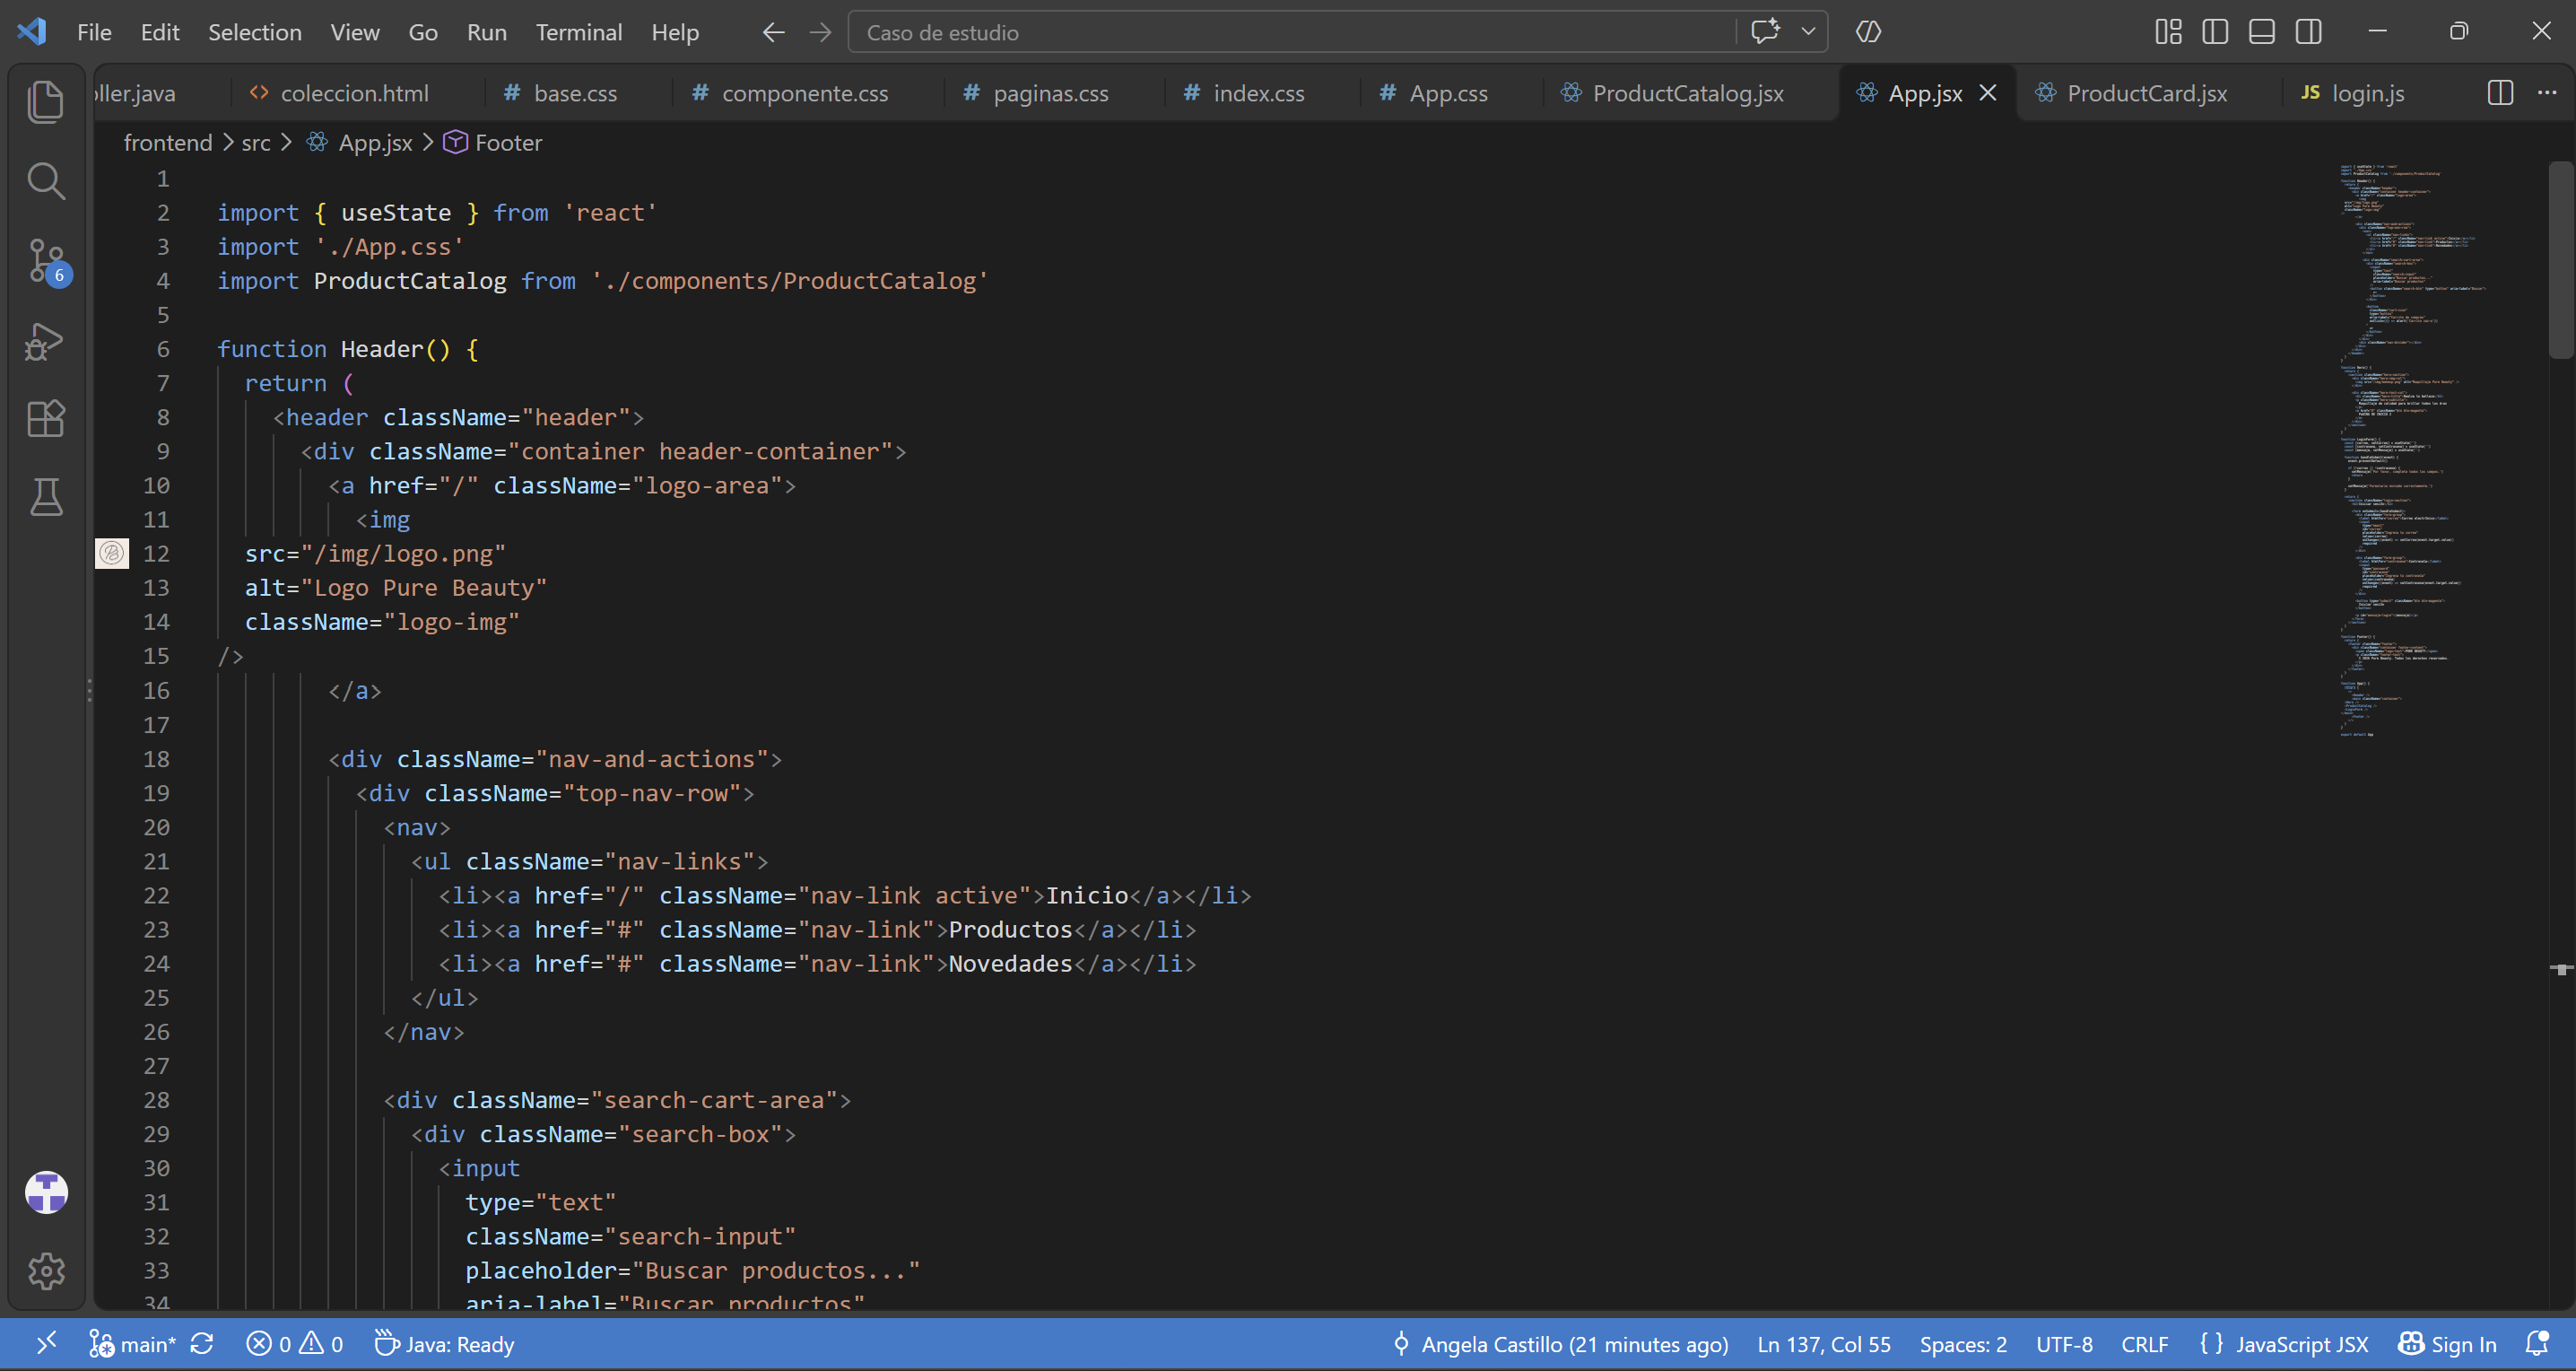 File Edit Selection View Go Run Terminal Help Caso de estudio
ller.java coleccion.html base.css componente.css paginas.css index.css App.css ProductCatalog.jsx App.jsx ProductCard.jsx JS login.js
frontend > src > App.jsx > Footer
1
2 import { useState } from 'react'
3 import './App.css'
4 import ProductCatalog from './components/ProductCatalog'
5
6 function Header() {
7 return (
8 <header className="header">
9 <div className="container header-container">
10 <a href="/" className="logo-area">
11 <img
12 src="/img/logo.png"
13 alt="Logo Pure Beauty"
14 className="logo-img"
15 />
16 </a>
17
18 <div className="nav-and-actions">
19 <div className="top-nav-row">
20 <nav>
21 <ul className="nav-links">
22 <li><a href="/" className="nav-link active">Inicio</a></li>
23 <li><a href="#" className="nav-link">Productos</a></li>
24 <li><a href="#" className="nav-link">Novedades</a></li>
25 </ul>
26 </nav>
27
28 <div className="search-cart-area">
29 <div className="search-box">
30 <input
31 type="text"
32 className="search-input"
33 placeholder="Buscar productos..."
34 aria-label="Buscar productos"
6
main* 0 0 Java: Ready Angela Castillo (21 minutes ago) Ln 137, Col 55 Spaces: 2 UTF-8 CRLF { } JavaScript JSX Sign In